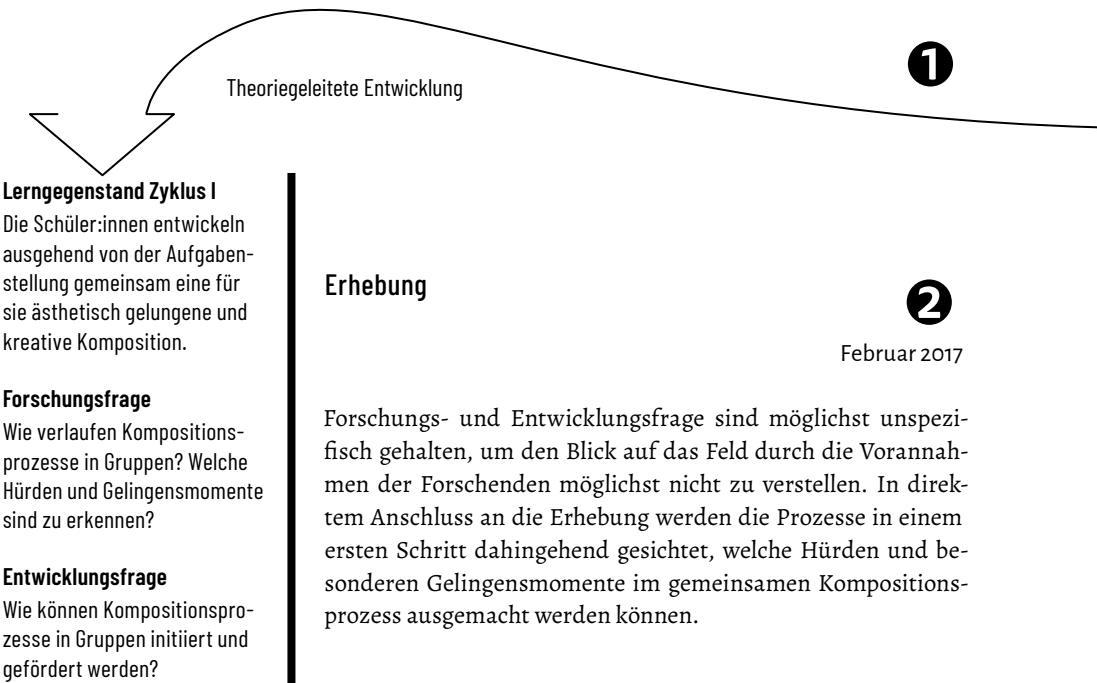 ❶
Theoriegeleitete Entwicklung
Lerngegenstand Zyklus I
Die Schüler:innen entwickeln
ausgehend von der Aufgaben-
stellung gemeinsam eine für
sie ästhetisch gelungene und
kreative Komposition.
Forschungsfrage
Wie verlaufen Kompositions-
prozesse in Gruppen? Welche
Hürden und Gelingensmomente
sind zu erkennen?
Entwicklungsfrage
Wie können Kompositionspro-
zesse in Gruppen initiiert und
gefördert werden?
Erhebung
❷
Februar 2017
Forschungs- und Entwicklungsfrage sind möglichst unspezi-
fisch gehalten, um den Blick auf das Feld durch die Vorannah-
men der Forschenden möglichst nicht zu verstellen. In direk-
tem Anschluss an die Erhebung werden die Prozesse in einem
ersten Schritt dahingehend gesichtet, welche Hürden und be-
sonderen Gelingensmomente im gemeinsamen Kompositions-
prozess ausgemacht werden können.